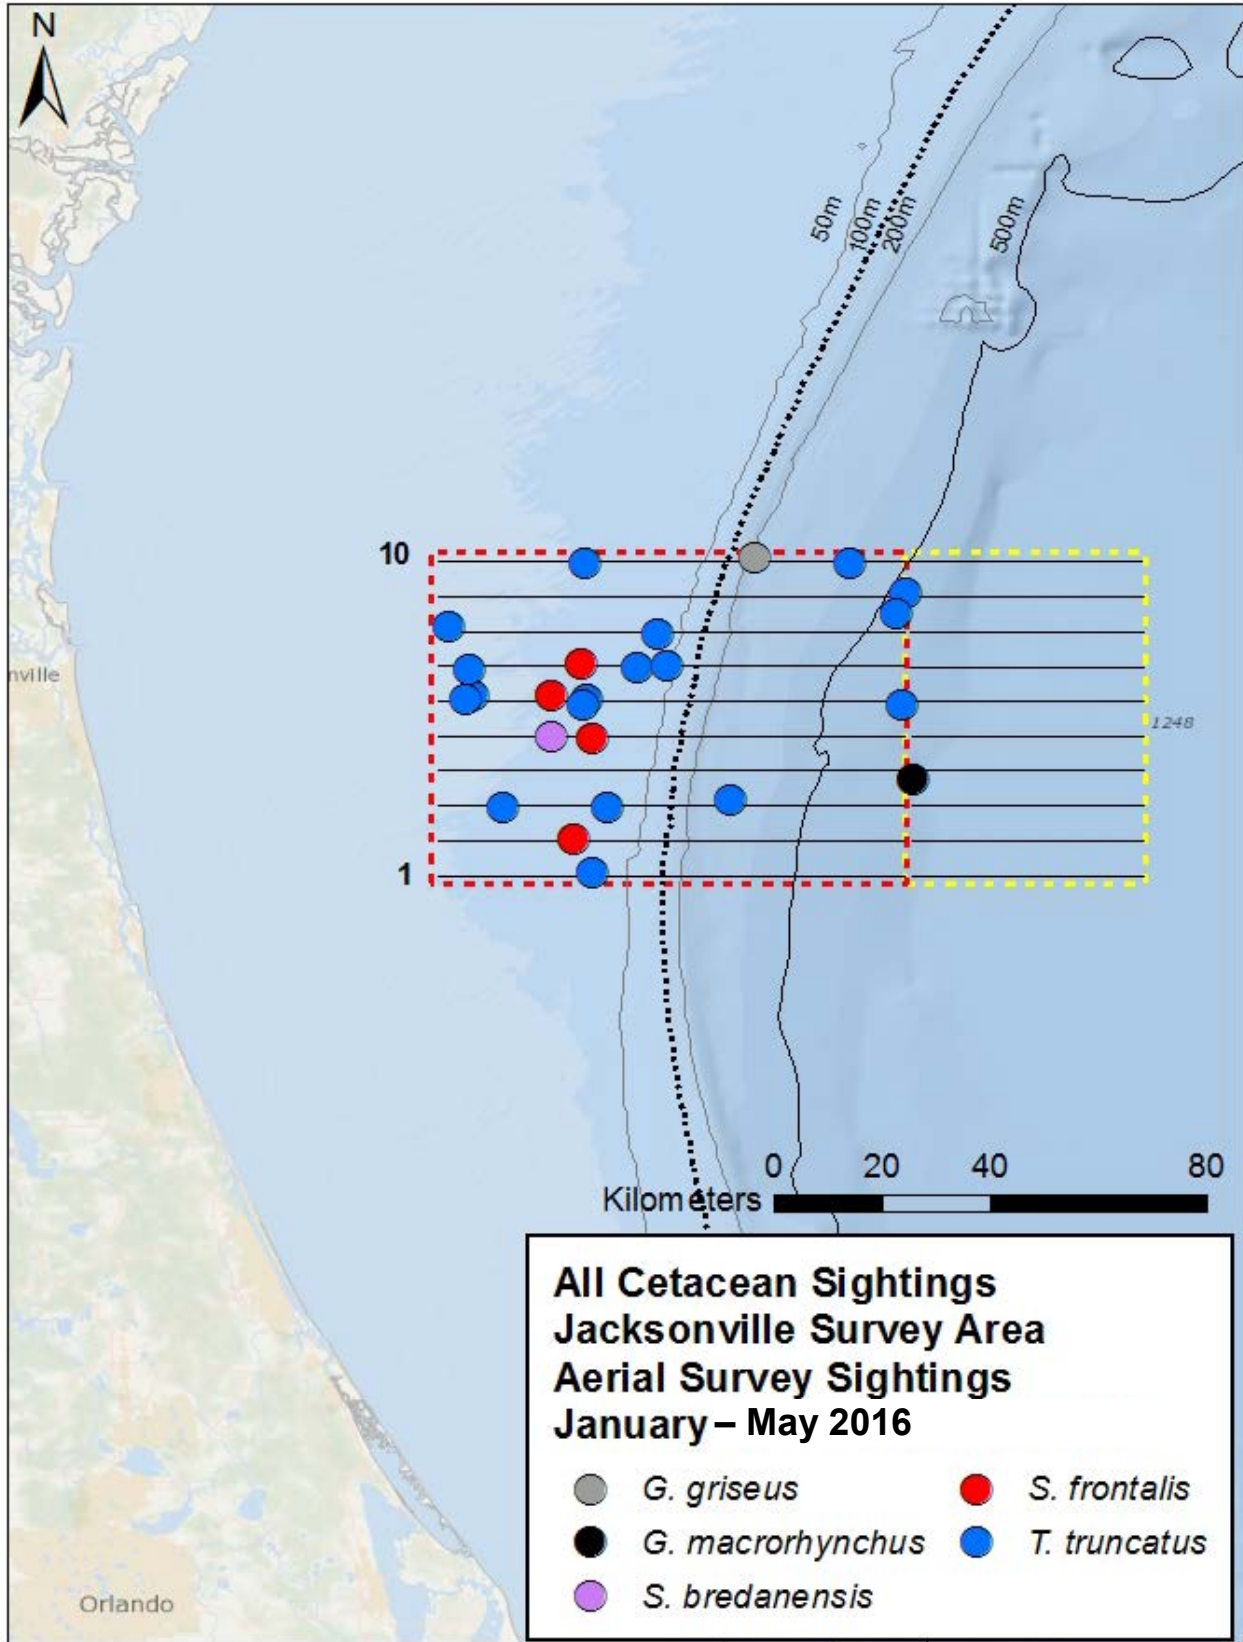 N
50m
100m
200m
500m
10
nville
1248
1
0 20 40 80
Kilometers
All Cetacean Sightings
Jacksonville Survey Area
Aerial Survey Sightings
January – May 2016
G. griseus
S. frontalis
G. macrorhynchus
T. truncatus
S. bredanensis
Orlando